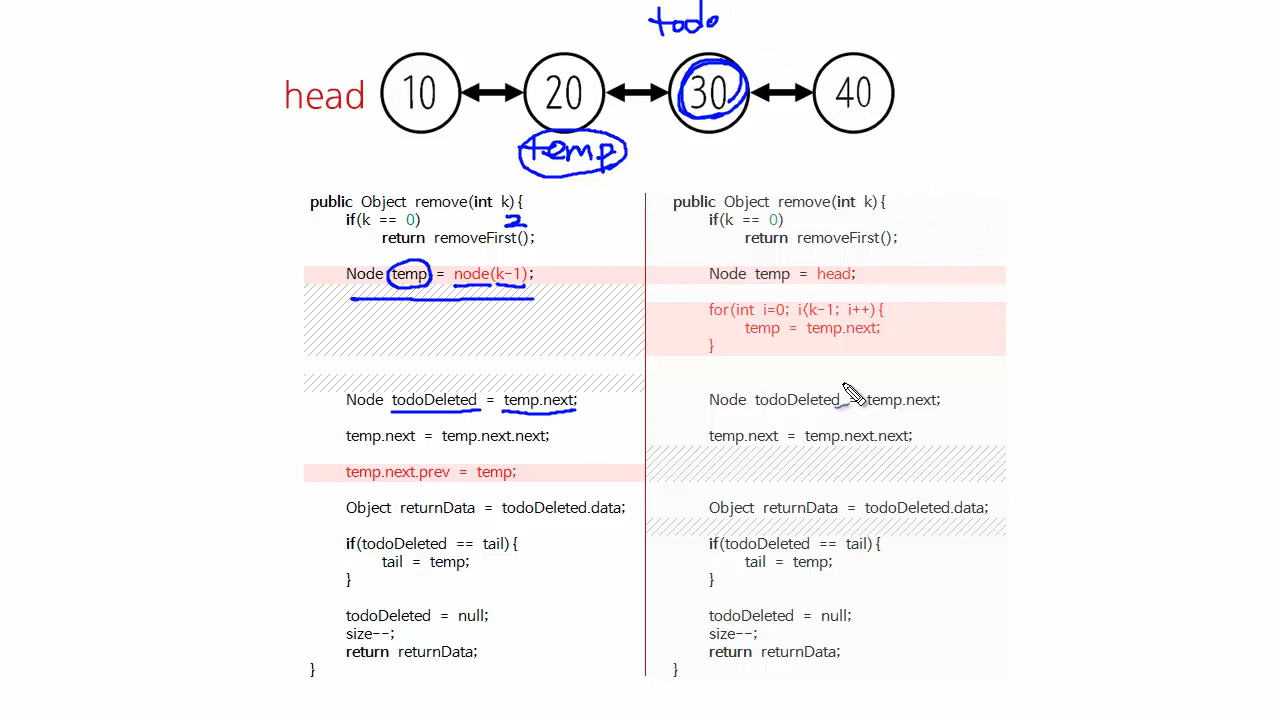 todo
head 10 20 30 40
temp
public Object remove(int k){
if(k == 0) 2
return removeFirst();
Node temp = node(k-1);
Node todoDeleted = temp.next;
temp.next = temp.next.next;
temp.next.prev = temp;
Object returnData = todoDeleted.data;
if(todoDeleted == tail){
tail = temp;
}
todoDeleted = null;
size--;
return returnData;
}
public Object remove(int k){
if(k == 0)
return removeFirst();
Node temp = head;
for(int i=0; i<k-1; i++){
temp = temp.next;
}
Node todoDeleted = temp.next;
temp.next = temp.next.next;
Object returnData = todoDeleted.data;
if(todoDeleted == tail){
tail = temp;
}
todoDeleted = null;
size--;
return returnData;
}